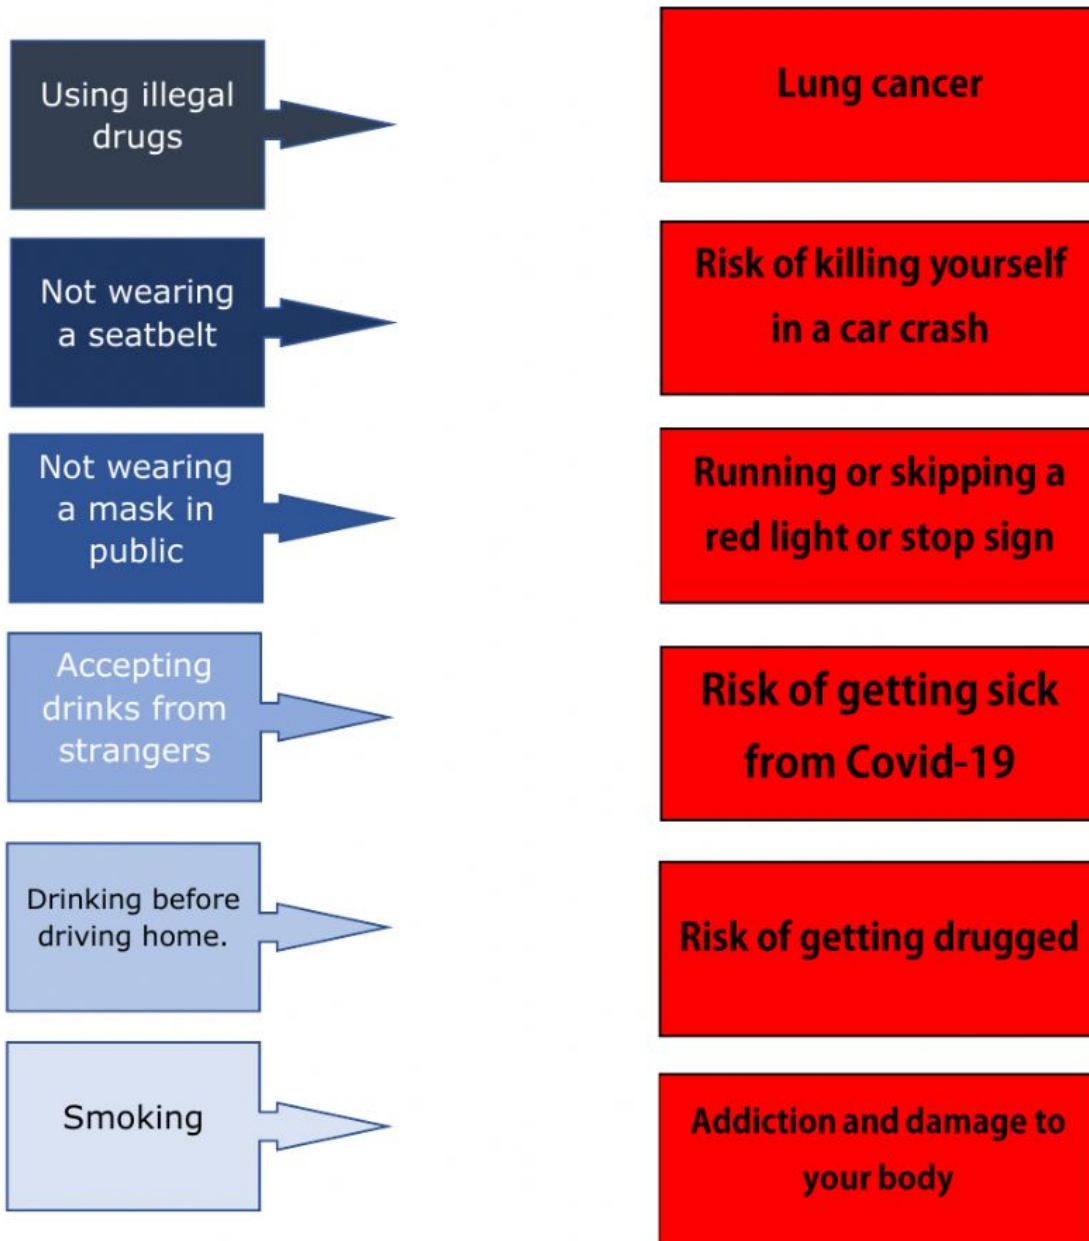 Using illegal
drugs
Lung cancer
Not wearing
a seatbelt
Risk of killing yourself
in a car crash
Not wearing
a mask in
public
Running or skipping a
red light or stop sign
Accepting
drinks from
strangers
Risk of getting sick
from Covid-19
Drinking before
driving home.
Risk of getting drugged
Smoking
Addiction and damage to
your body